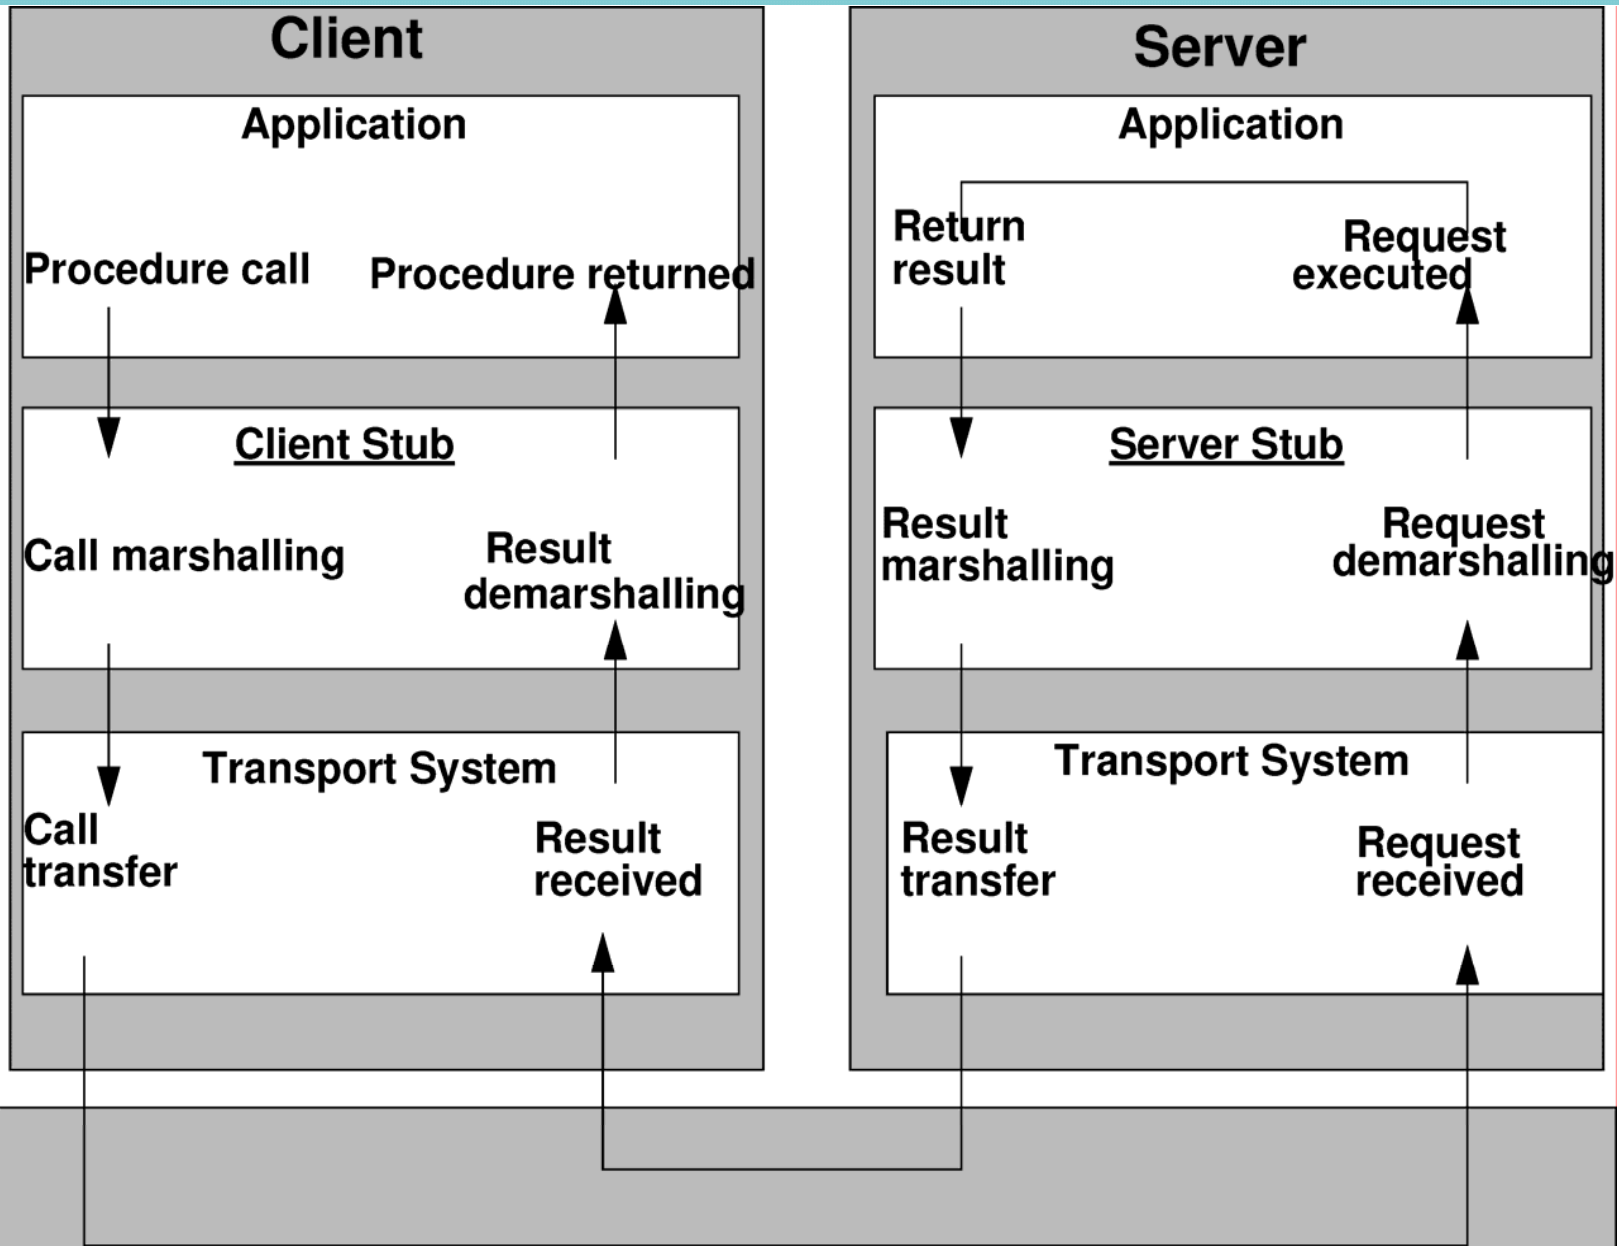 Client
Application
Procedure call
Procedure returned
Client Stub
Call marshalling
Result
demarshalling
Transport System
Call
transfer
Result
received
Server
Application
Return
result
Request
executed
Server Stub
Result
marshalling
Request
demarshalling
Transport System
Result
transfer
Request
received